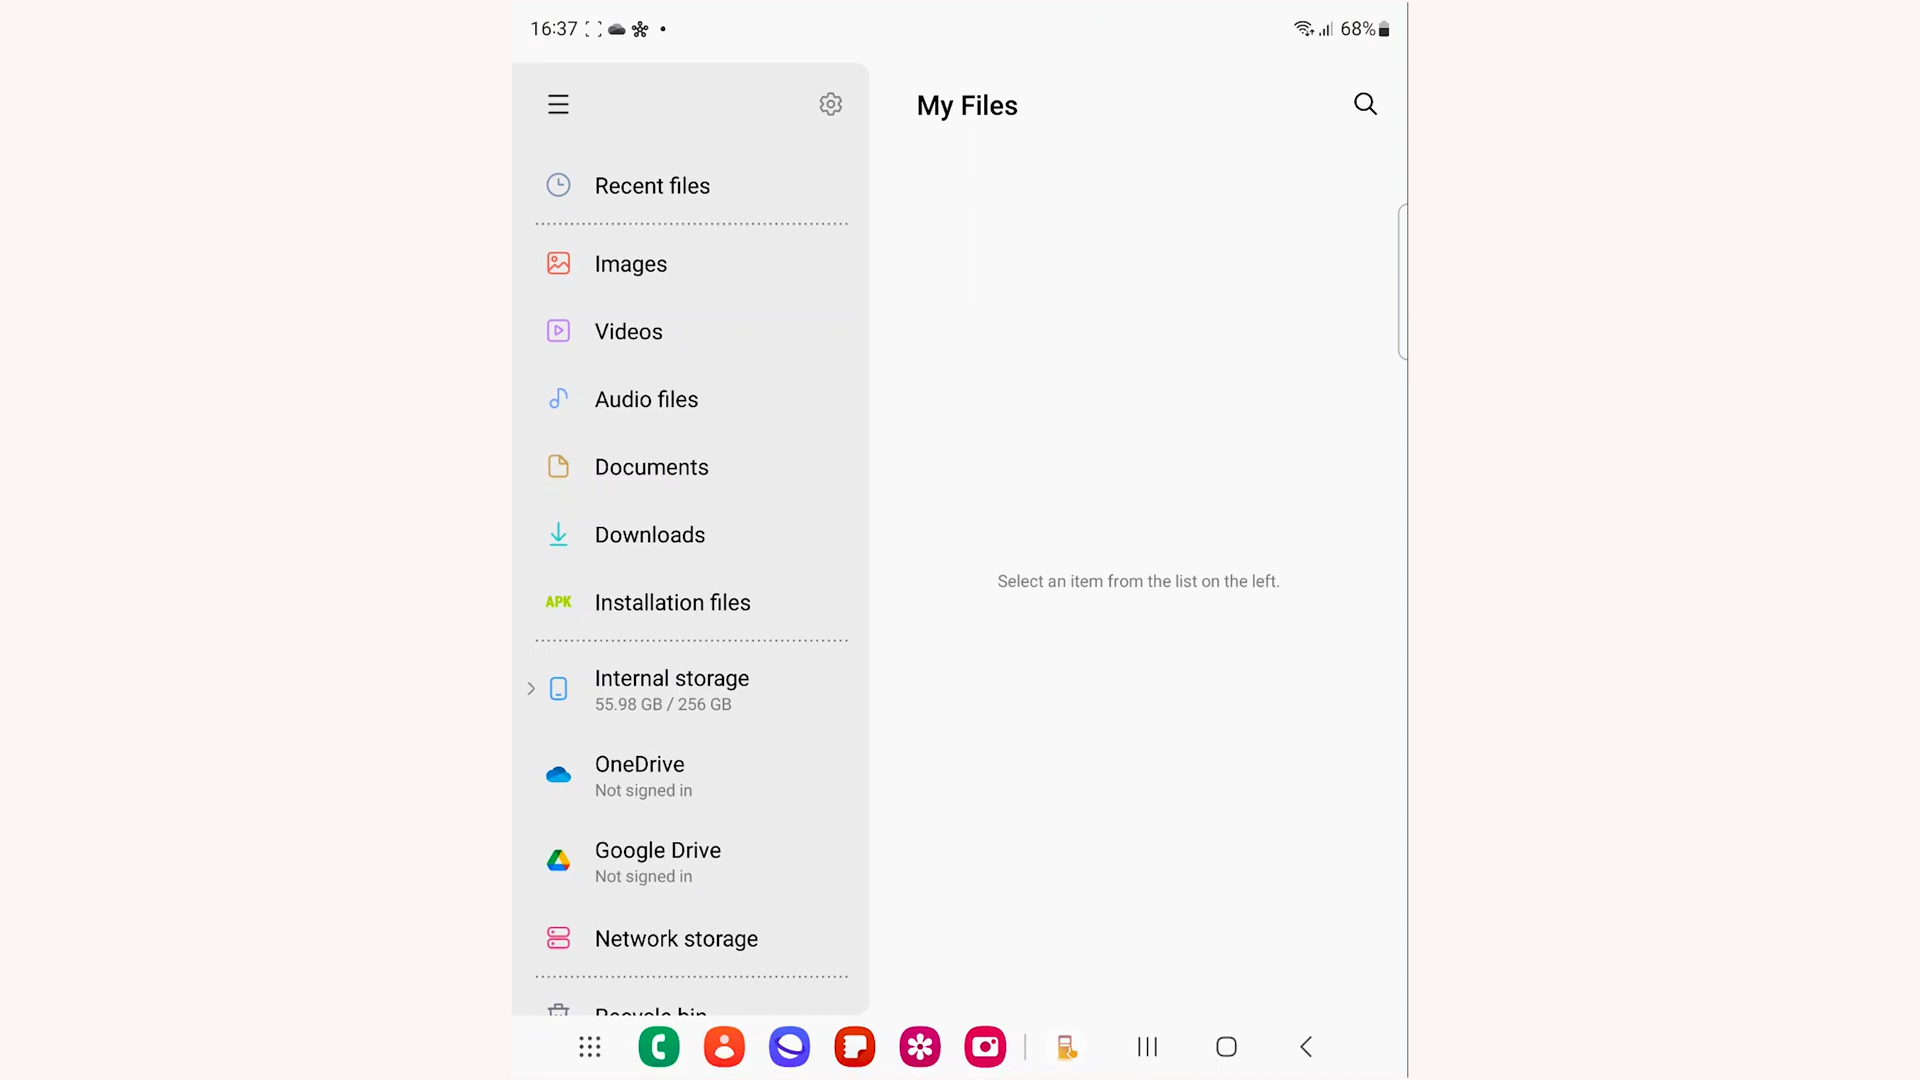 16:37
68%
My Files
Recent files
Images
Videos
Audio files
Documents
Downloads
APK Installation files
Internal storage
55.98 GB / 256 GB
OneDrive
Not signed in
Google Drive
Not signed in
Network storage
Recycle bin
Select an item from the list on the left.